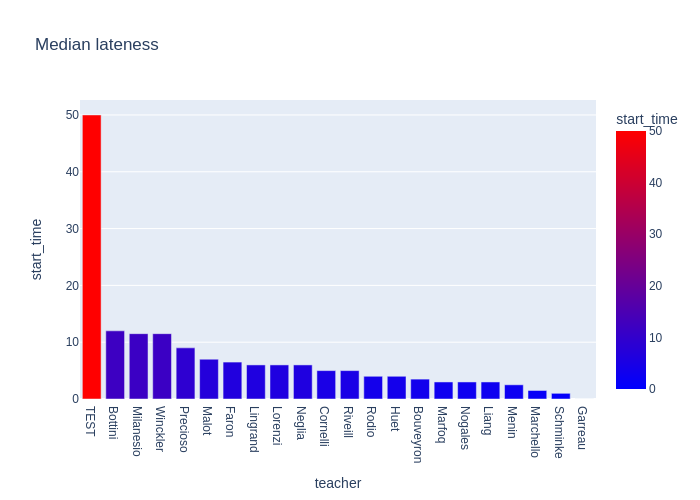 Median lateness
start_time
50
40
30
20
10
0
start_time
50
40
30
20
10
0
TEST
Bottini
Milanesio
Winckler
Precioso
Malot
Faron
Lingrand
Lorenzi
Neglia
Cornelli
Riveill
Rodio
Huet
Bouveyron
Marfoq
Nogales
Liang
Menin
Marchello
Schminke
Garreau
teacher